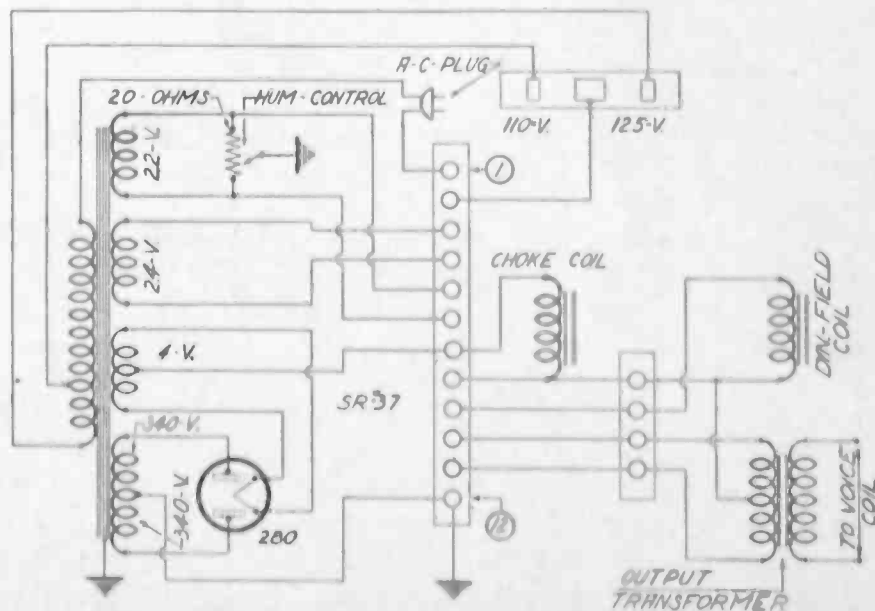 A-C-PLUG
20-OHMS
HUM-CONTROL
110-V.
125-V.
22-V.
1
24-V.
CHOKE COIL
DYN-FIELD
COIL
4-V.
SR-37
340-V.
340-V.
280
12
TO VOICE
COIL
OUTPUT
TRANSFORMER